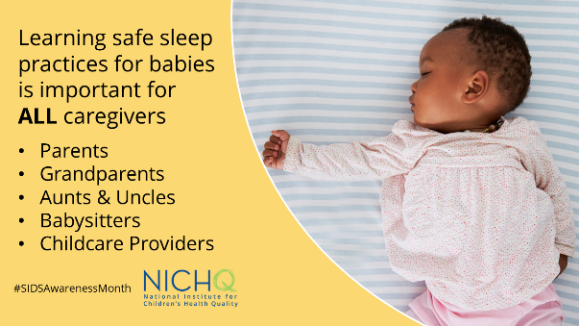 Learning safe sleep
practices for babies
is important for
ALL caregivers
• Parents
• Grandparents
• Aunts & Uncles
• Babysitters
• Childcare Providers
#SIDSAwarenessMonth
NICHQ
National Institute for
Children's Health Quality